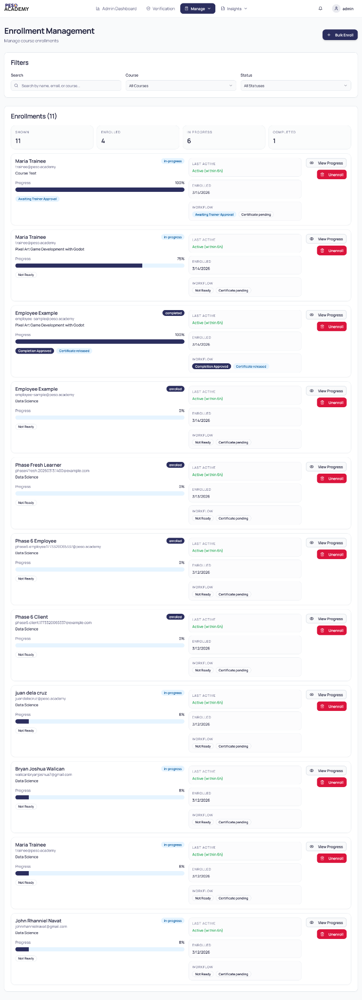 PESO
ACADEMY
Admin Dashboard
Verification
Manage
Insights
admin
Enrollment Management
Manage course enrollments
Bulk Enroll
Filters
Search
Course
Status
Search by name, email, or course...
All Courses
All Statuses
Enrollments (11)
SHOWN
11
ENROLLED
4
IN PROGRESS
6
COMPLETED
1
Maria Trainee
in-progress
trainee@peso.academy
Course Test
Progress
100%
Awaiting Trainer Approval
LAST ACTIVE
Active (within 6h)
ENROLLED
3/15/2026
WORKFLOW
Awaiting Trainer Approval
Certificate pending
View Progress
Unenroll
Maria Trainee
in-progress
trainee@peso.academy
Pixel Art Game Development with Godot
Progress
75%
Not Ready
LAST ACTIVE
Active (within 6h)
ENROLLED
3/14/2026
WORKFLOW
Not Ready
Certificate pending
View Progress
Unenroll
Employee Example
completed
employee-sample@peso.academy
Pixel Art Game Development with Godot
Progress
100%
Completion Approved
Certificate released
LAST ACTIVE
Active (within 6h)
ENROLLED
3/14/2026
WORKFLOW
Completion Approved
Certificate released
View Progress
Unenroll
Employee Example
enrolled
employee-sample@peso.academy
Data Science
Progress
0%
Not Ready
LAST ACTIVE
Active (within 6h)
ENROLLED
3/14/2026
WORKFLOW
Not Ready
Certificate pending
View Progress
Unenroll
Phase Fresh Learner
enrolled
phase4fresh.20260313.1400@example.com
Data Science
Progress
0%
Not Ready
LAST ACTIVE
Active (within 6h)
ENROLLED
3/13/2026
WORKFLOW
Not Ready
Certificate pending
View Progress
Unenroll
Phase 6 Employee
enrolled
phase6.employee.1773320065337@peso.academy
Data Science
Progress
0%
Not Ready
LAST ACTIVE
Active (within 6h)
ENROLLED
3/12/2026
WORKFLOW
Not Ready
Certificate pending
View Progress
Unenroll
Phase 6 Client
enrolled
phase6.client.1773320065337@example.com
Data Science
Progress
0%
Not Ready
LAST ACTIVE
Active (within 6h)
ENROLLED
3/12/2026
WORKFLOW
Not Ready
Certificate pending
View Progress
Unenroll
juan dela cruz
in-progress
juandelacruz@peso.academy
Data Science
Progress
8%
Not Ready
LAST ACTIVE
Active (within 6h)
ENROLLED
3/12/2026
WORKFLOW
Not Ready
Certificate pending
View Progress
Unenroll
Bryan Joshua Walican
in-progress
walicanbryanjoshua7@gmail.com
Data Science
Progress
8%
Not Ready
LAST ACTIVE
Active (within 6h)
ENROLLED
3/12/2026
WORKFLOW
Not Ready
Certificate pending
View Progress
Unenroll
Maria Trainee
in-progress
trainee@peso.academy
Data Science
Progress
8%
Not Ready
LAST ACTIVE
Active (within 6h)
ENROLLED
3/12/2026
WORKFLOW
Not Ready
Certificate pending
View Progress
Unenroll
John Rhanniel Navat
in-progress
johnrhannielnavat@gmail.com
Data Science
Progress
8%
Not Ready
LAST ACTIVE
Active (within 6h)
ENROLLED
3/12/2026
WORKFLOW
Not Ready
Certificate pending
View Progress
Unenroll